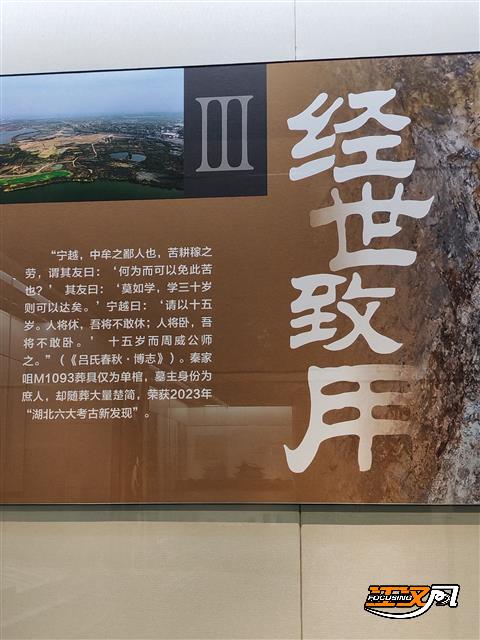 III
经世致用
“宁越，中牟之鄙人也，苦耕稼之
劳，谓其友曰：‘何为而可以免此苦
也？’ 其友曰：‘莫如学，学三十岁
则可以达矣。’宁越曰：‘请以十五
岁。人将休，吾将不敢休；人将卧，吾
将不敢卧。’ 十五岁而周威公师
之。”（《吕氏春秋·博志》）。秦家
咀M1093葬具仅为单棺，墓主身份为
庶人，却随葬大量楚简，荣获2023年
“湖北六大考古新发现”。
江汉风
FOCUSING